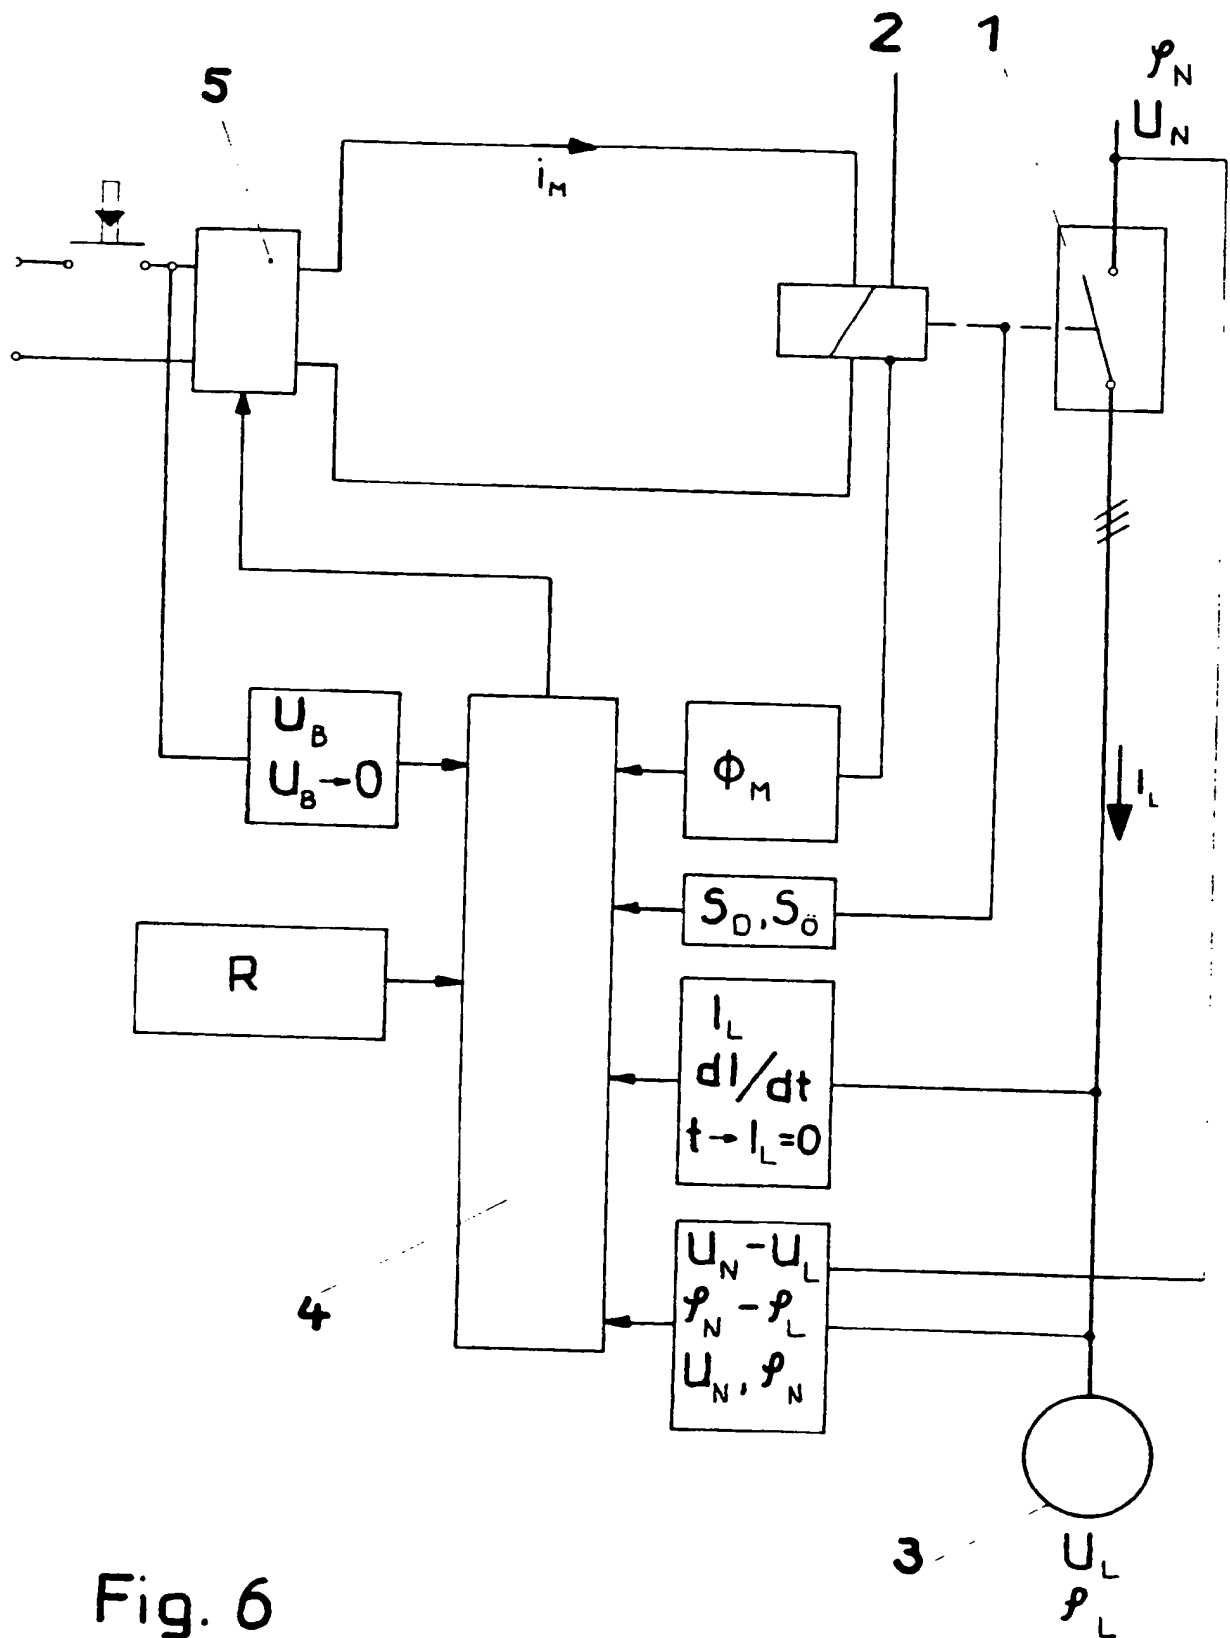 2
1
φN
UN
5
iM
UB
UB→0
ΦM
IL
SD, SÖ
R
IL
dI/dt
t→IL=0
UN-UL
φN-φL
UN, φN
4
3
UL
φL
Fig. 6